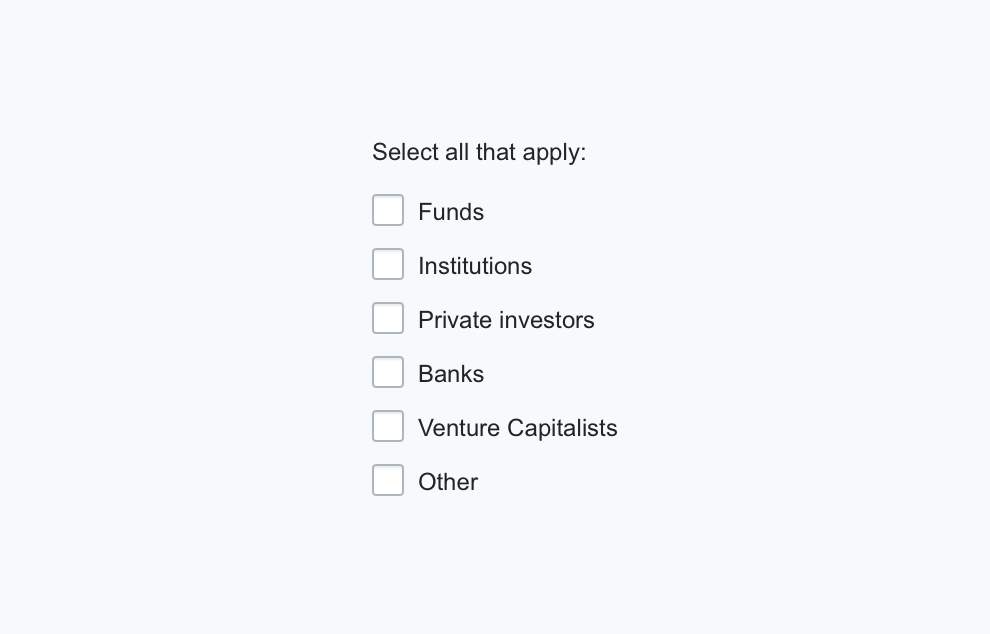 Select all that apply:
Funds
Institutions
Private investors
Banks
Venture Capitalists
Other